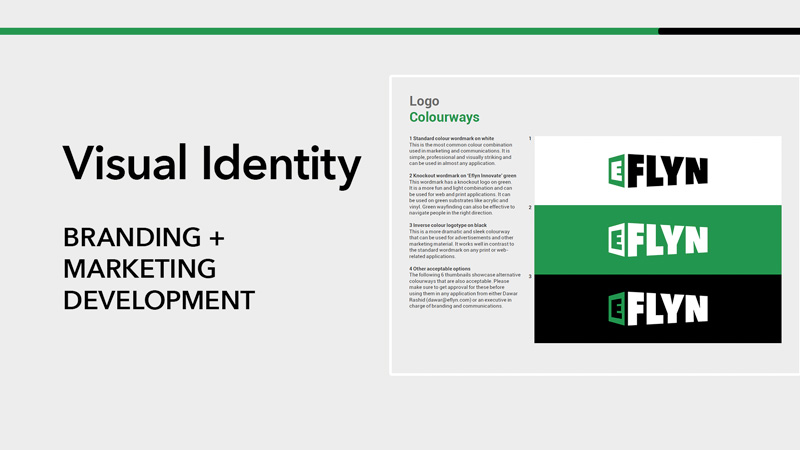 Visual Identity
BRANDING +
MARKETING
DEVELOPMENT
Logo
Colourways
1 Standard colour wordmark on white
This is the most common colour combination
used in marketing and communications. It is
simple, professional and visually striking and
can be used in almost any application.
2 Knockout wordmark on 'Eflyn Innovate' green
This wordmark has a knockout logo on green.
It is a more fun and light combination and can
be used for web and print applications. It can
be used on green substrates like acrylic and
vinyl. Green wayfinding can also be effective to
navigate people in the right direction.
3 Inverse colour logotype on black
This is a more dramatic and sleek colourway
that can be used for advertisements and other
marketing material. It works well in contrast to
the standard wordmark on any print or web-
related applications.
4 Other acceptable options
The following 6 thumbnails showcase alternative
colourways that are also acceptable. Please
make sure to get approval for these before
using them in any application from either Dawar
Rashid (dawar@eflyn.com) or an executive in
charge of branding and communications.
1
EFLYN
2
EFLYN
3
EFLYN